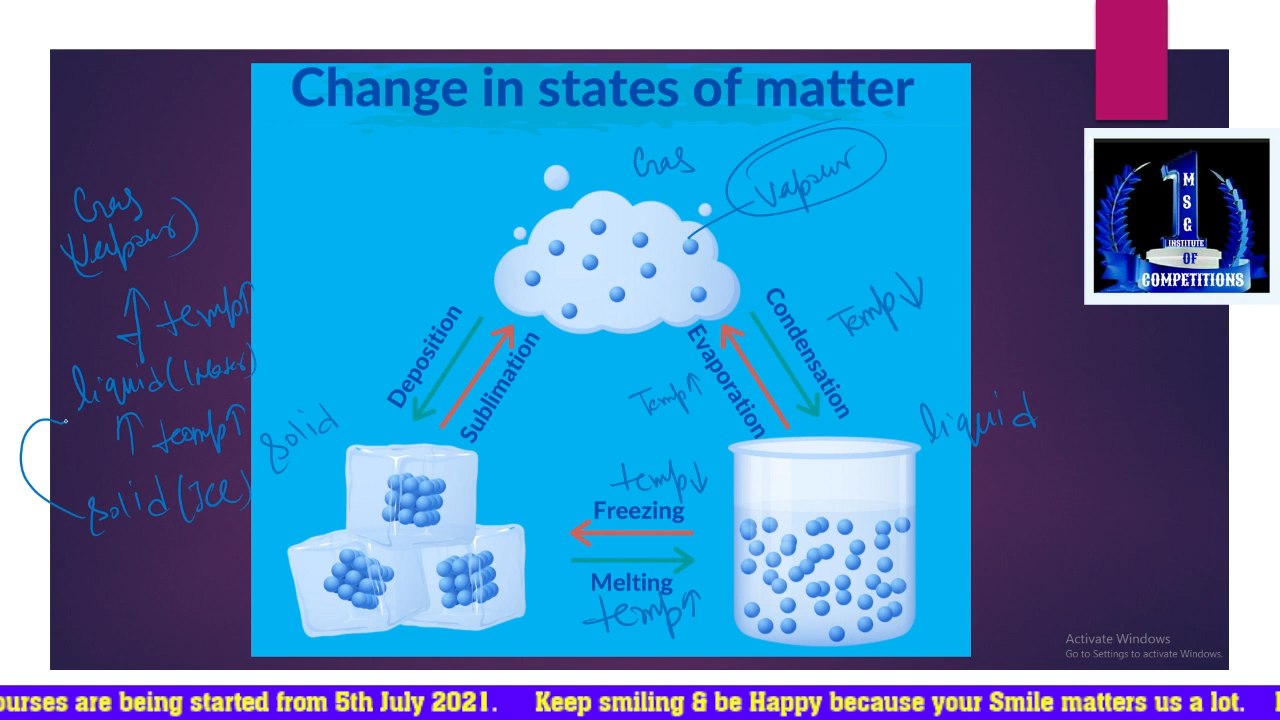 Change in states of matter
Gas
Vapour
Gas
(Vapour)
temp↑
liquid (Water)
temp↑
solid (ICE)
solid
Deposition
Sublimation
Evaporation
Condensation
Temp↓
Temp↑
liquid
temp↓
Freezing
Melting
temp↑
1
MSG
INSTITUTE
OF
COMPETITIONS
Activate Windows
Go to Settings to activate Windows.
ourses are being started from 5th July 2021. Keep smiling & be Happy because your Smile matters us a lot.